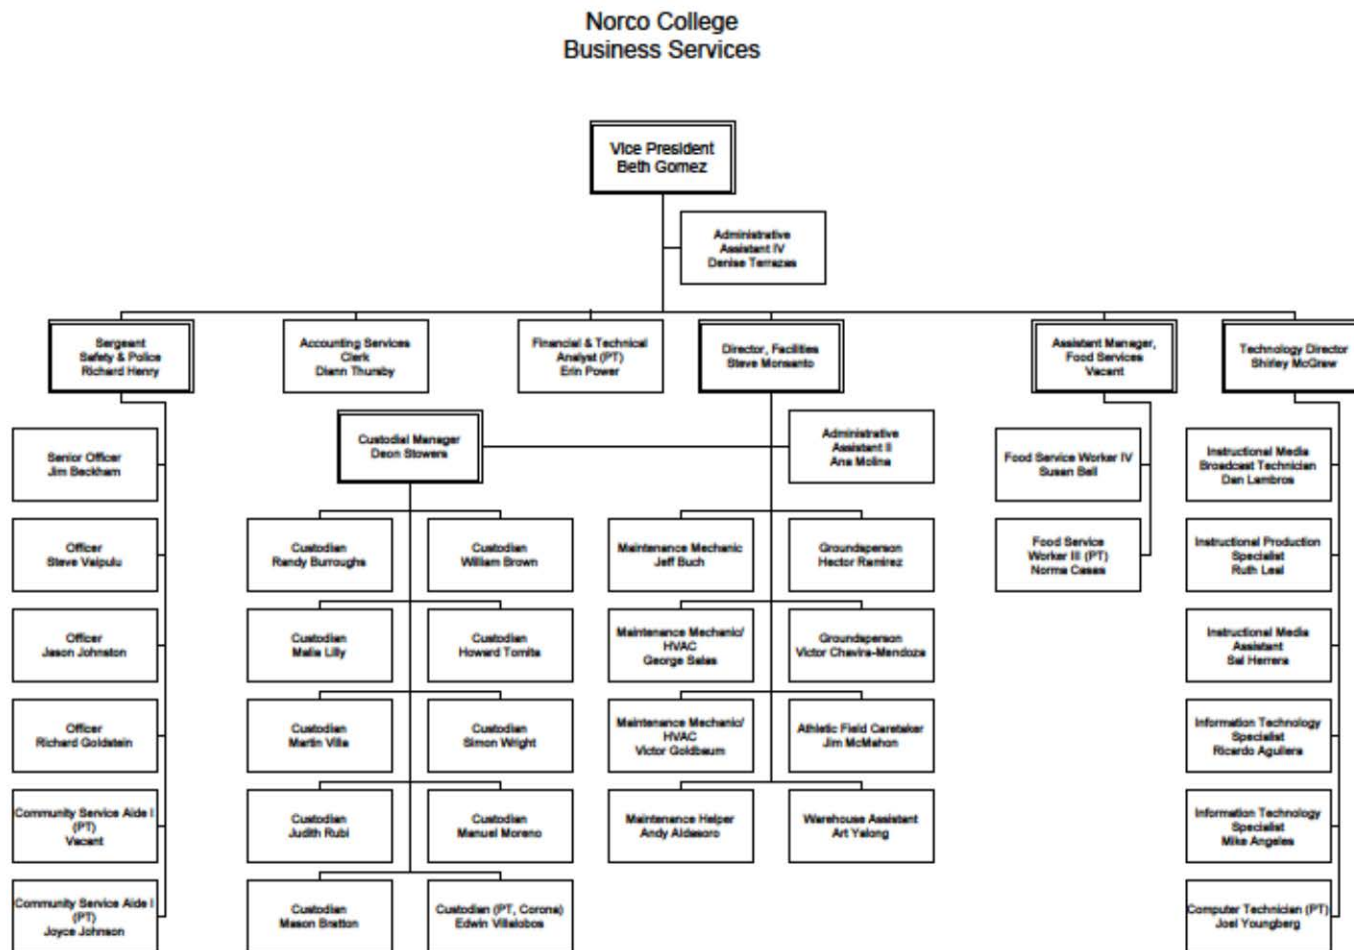 Norco College
Business Services
Vice President
Beth Gomez
Administrative
Assistant IV
Denise Terrazas
Sergeant
Safety & Police
Richard Henry
Accounting Services
Clerk
Diann Thursby
Financial & Technical
Analyst (PT)
Erin Power
Director, Facilities
Steve Monsanto
Assistant Manager,
Food Services
Vacant
Technology Director
Shirley McGraw
Custodial Manager
Deon Stowers
Administrative
Assistant II
Ana Molina
Senior Officer
Jim Beckham
Officer
Steve Vaipulu
Officer
Jason Johnston
Officer
Richard Goldstein
Community Service Aide I
(PT)
Vacant
Community Service Aide I
(PT)
Joyce Johnson
Custodian
Randy Burroughs
Custodian
William Brown
Custodian
Malia Lilly
Custodian
Howard Tomita
Custodian
Martin Villa
Custodian
Simon Wright
Custodian
Judith Rubi
Custodian
Manuel Moreno
Custodian
Mason Bratton
Custodian (PT, Corona)
Edwin Villalobos
Maintenance Mechanic
Jeff Buch
Groundsperson
Hector Ramirez
Maintenance Mechanic/
HVAC
George Salas
Groundsperson
Victor Chavira-Mendoza
Maintenance Mechanic/
HVAC
Victor Goldbaum
Athletic Field Caretaker
Jim McMahon
Maintenance Helper
Andy Aldasoro
Warehouse Assistant
Art Yalong
Food Service Worker IV
Susan Bell
Food Service
Worker III (PT)
Norma Casas
Instructional Media
Broadcast Technician
Dan Lambros
Instructional Production
Specialist
Ruth Leal
Instructional Media
Assistant
Sal Herrera
Information Technology
Specialist
Ricardo Aguilera
Information Technology
Specialist
Mike Angeles
Computer Technician (PT)
Joel Youngberg